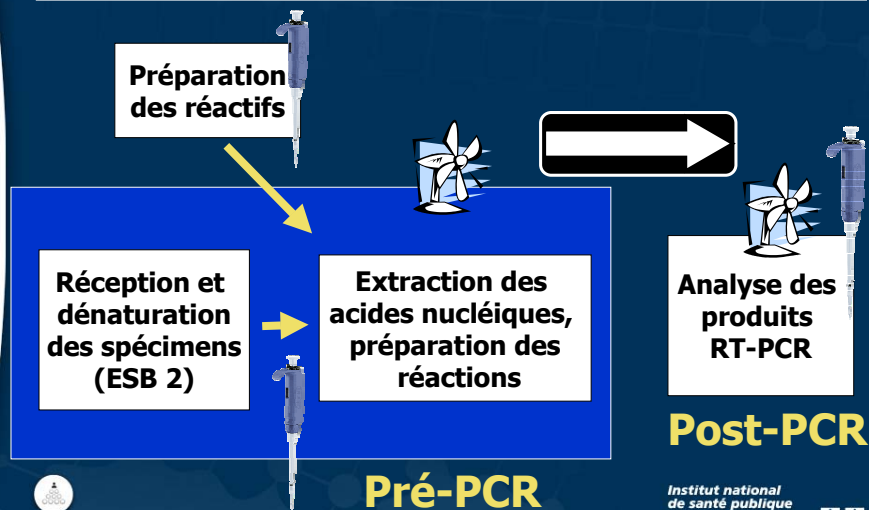 Préparation
des réactifs
Réception et
dénaturation
des spécimens
(ESB 2)
Extraction des
acides nucléiques,
préparation des
réactions
Analyse des
produits
RT-PCR
Post-PCR
Pré-PCR
Institut national
de santé publique